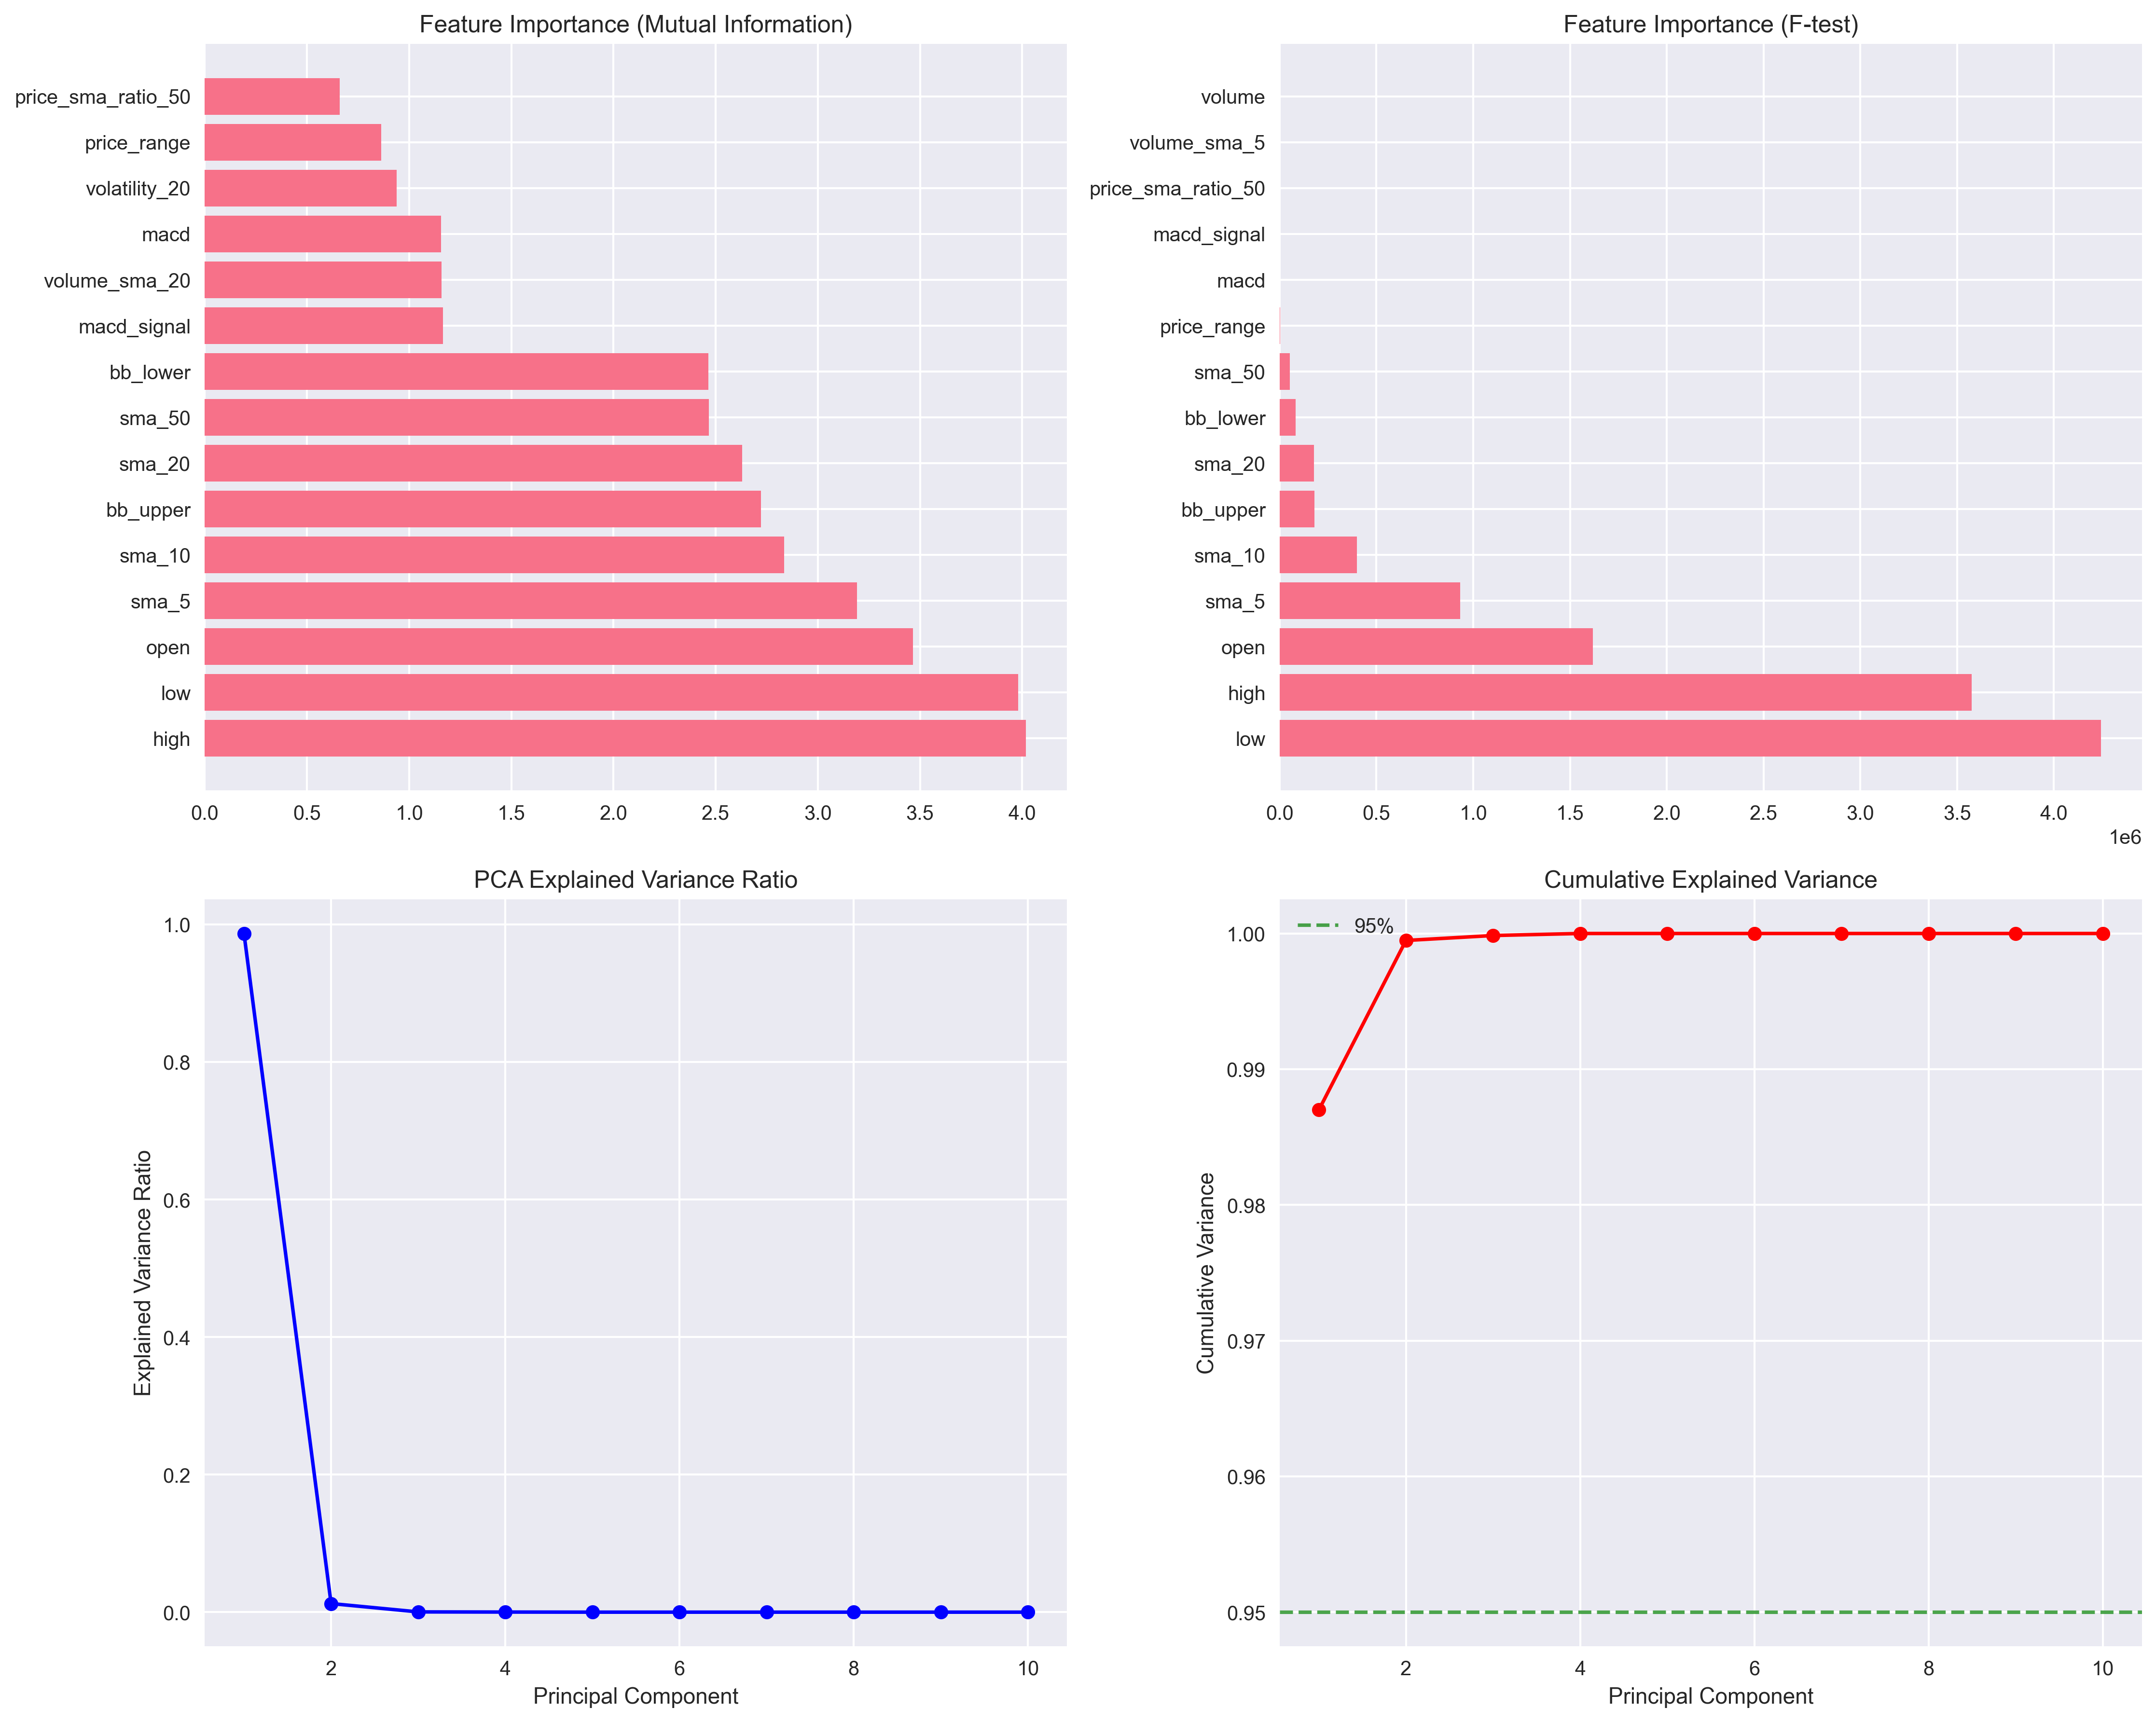 Feature Importance (Mutual Information)
price_sma_ratio_50
price_range
volatility_20
macd
volume_sma_20
macd_signal
bb_lower
sma_50
sma_20
bb_upper
sma_10
sma_5
open
low
high
0.0 0.5 1.0 1.5 2.0 2.5 3.0 3.5 4.0
Feature Importance (F-test)
volume
volume_sma_5
price_sma_ratio_50
macd_signal
macd
price_range
sma_50
bb_lower
sma_20
bb_upper
sma_10
sma_5
open
high
low
0.0 0.5 1.0 1.5 2.0 2.5 3.0 3.5 4.0
1e6
PCA Explained Variance Ratio
Explained Variance Ratio
1.0
0.8
0.6
0.4
0.2
0.0
2 4 6 8 10
Principal Component
Cumulative Explained Variance
95%
Cumulative Variance
1.00
0.99
0.98
0.97
0.96
0.95
2 4 6 8 10
Principal Component